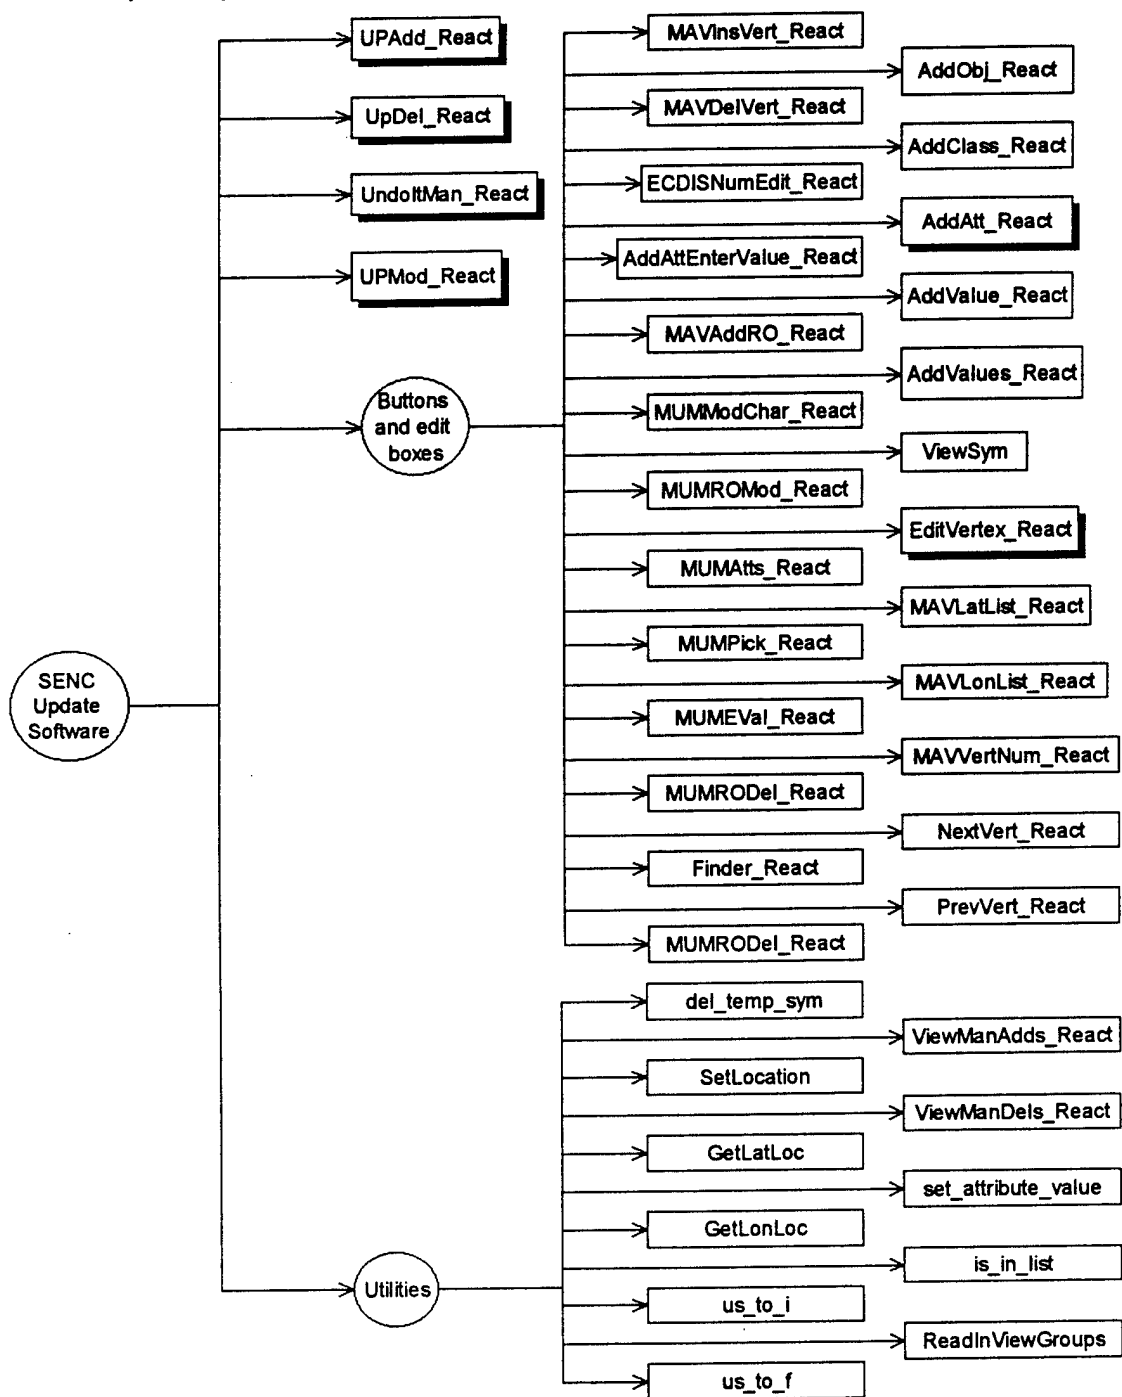 UPAdd_React
UpDel_React
UndoItMan_React
UPMod_React
Buttons
and edit
boxes
SENC
Update
Software
Utilities
MAVInsVert_React
AddObj_React
MAVDelVert_React
AddClass_React
ECDISNumEdit_React
AddAtt_React
AddAttEnterValue_React
AddValue_React
MAVAddRO_React
AddValues_React
MUMModChar_React
ViewSym
MUMROMod_React
EditVertex_React
MUMAtts_React
MAVLatList_React
MUMPick_React
MAVLonList_React
MUMEVal_React
MAVVertNum_React
MUMRODel_React
NextVert_React
Finder_React
PrevVert_React
MUMRODel_React
del_temp_sym
ViewManAdds_React
SetLocation
ViewManDels_React
GetLatLoc
set_attribute_value
GetLonLoc
is_in_list
us_to_i
ReadInViewGroups
us_to_f